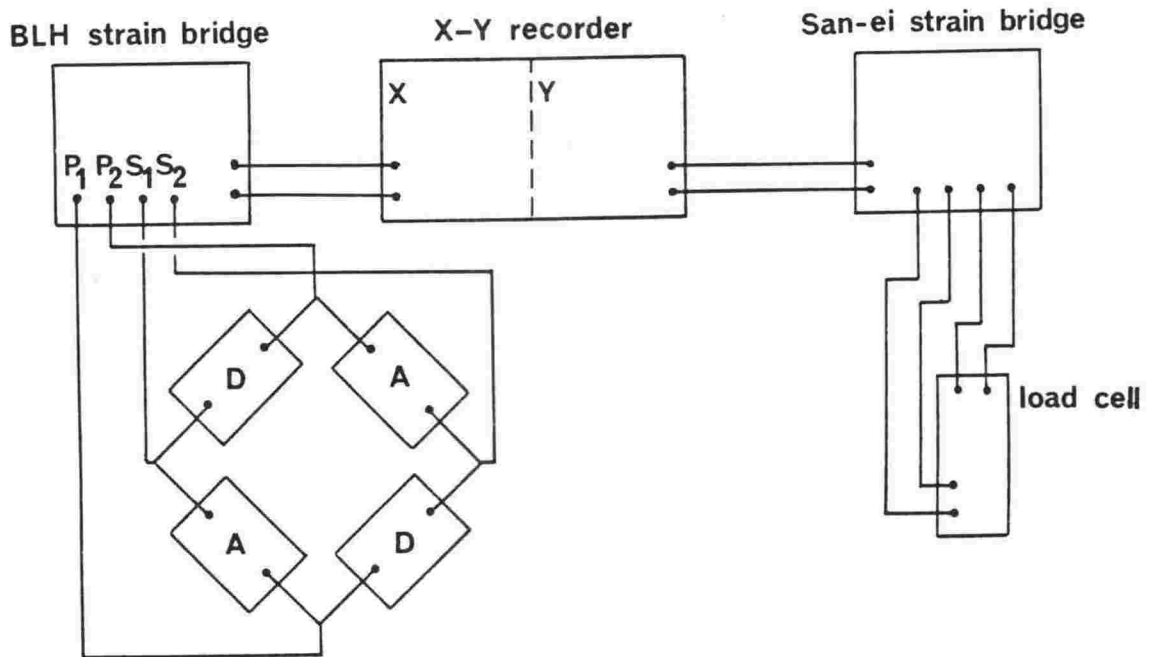 BLH strain bridge
X-Y recorder
San-ei strain bridge
X
Y
P1 P2 S1 S2
D
A
A
D
load cell